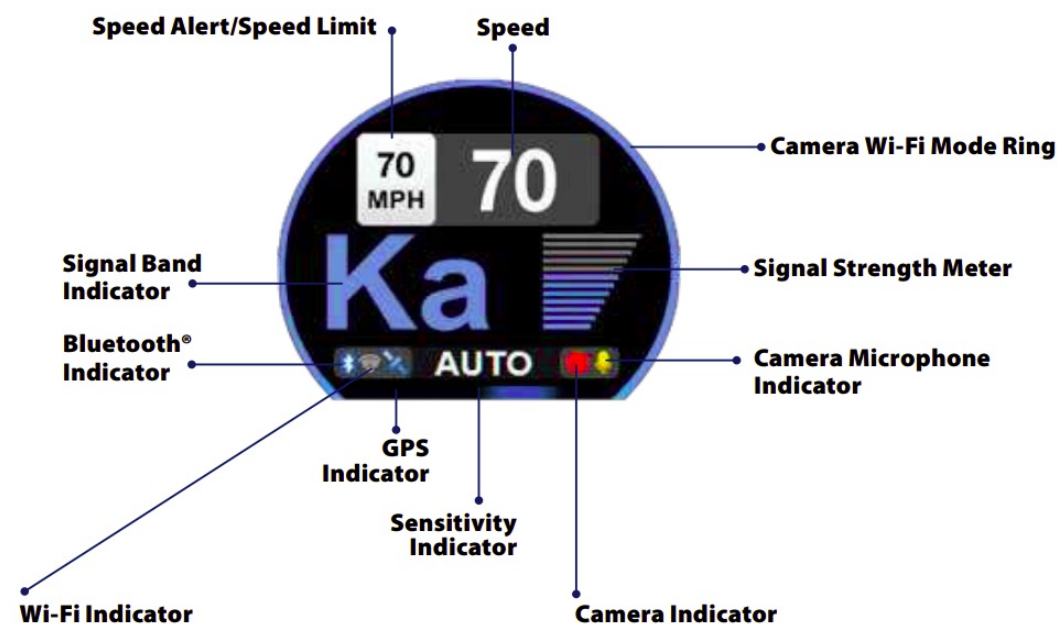 Speed Alert/Speed Limit
Speed
70
MPH
70
Camera Wi-Fi Mode Ring
Signal Band
Indicator
Ka
Signal Strength Meter
Bluetooth®
Indicator
AUTO
Camera Microphone
Indicator
GPS
Indicator
Sensitivity
Indicator
Wi-Fi Indicator
Camera Indicator